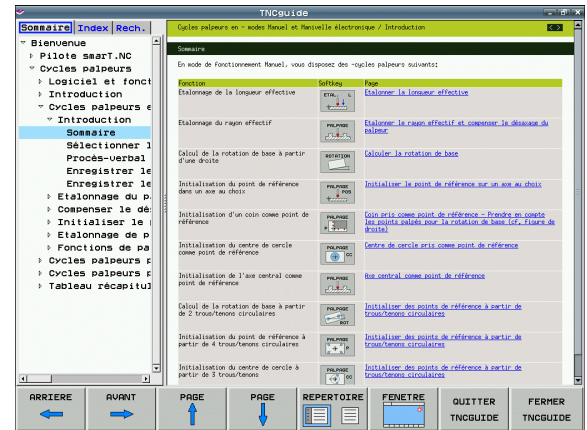 TNCguide
Sommaire Index Rech.
Cycles palpeurs en - modes Manuel et Manivelle électronique / Introduction
Bienvenue
Pilote smarT.NC
Cycles palpeurs
Logiciel et fonct
Introduction
Cycles palpeurs e
Introduction
Sommaire
Sélectionner l
Procès-verbal
Enregistrer le
Enregistrer le
Etalonnage du p
Compenser le dé
Initialiser le
Etalonnage de p
Fonctions de pa
Cycles palpeurs p
Cycles palpeurs p
Tableau récapitul
Sommaire
En mode de fonctionnement Manuel, vous disposez des -cycles palpeurs suivants:
Fonction Softkey Page
Etalonnage de la longueur effective ETAL. L Etalonner la longueur effective
Etalonnage du rayon effectif PALPAGE Etalonner le rayon effectif et compenser le désaxage du
palpeur
Calcul de la rotation de base à partir
d'une droite ROTATION Calculer la rotation de base
Initialisation du point de référence
dans un axe au choix PALPAGE POS Initialiser le point de référence sur un axe au choix
Initialisation d'un coin comme point de
référence PALPAGE P Coin pris comme point de référence - Prendre en compte
les points palpés pour la rotation de base (cf. figure de
droite)
Initialisation du centre de cercle
comme point de référence PALPAGE CC Centre de cercle pris comme point de référence
Initialisation de l'axe central comme
point de référence PALPAGE Axe central comme point de référence
Calcul de la rotation de base à partir
de 2 trous/tenons circulaires PALPAGE ROT Initialiser des points de référence à partir de
trous/tenons circulaires
Initialisation du point de référence à
partir de 4 trous/tenons circulaires PALPAGE P Initialiser des points de référence à partir de
trous/tenons circulaires
Initialisation du centre de cercle à
partir de 3 trous/tenons PALPAGE CC Initialiser des points de référence à partir de
trous/tenons circulaires
ARRIERE AVANT PAGE PAGE REPERTOIRE FENETRE QUITTER
TNCGUIDE FERMER
TNCGUIDE